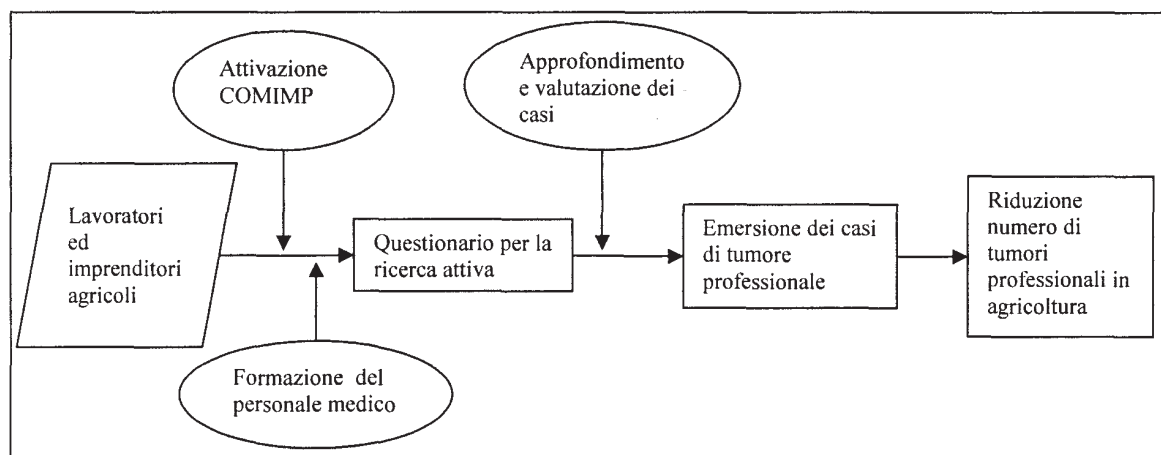 Attivazione
COMIMP
Approfondimento
e valutazione dei
casi
Lavoratori
ed
imprenditori
agricoli
Questionario per la
ricerca attiva
Emersione dei casi
di tumore
professionale
Riduzione
numero di
tumori
professionali in
agricoltura
Formazione del
personale medico